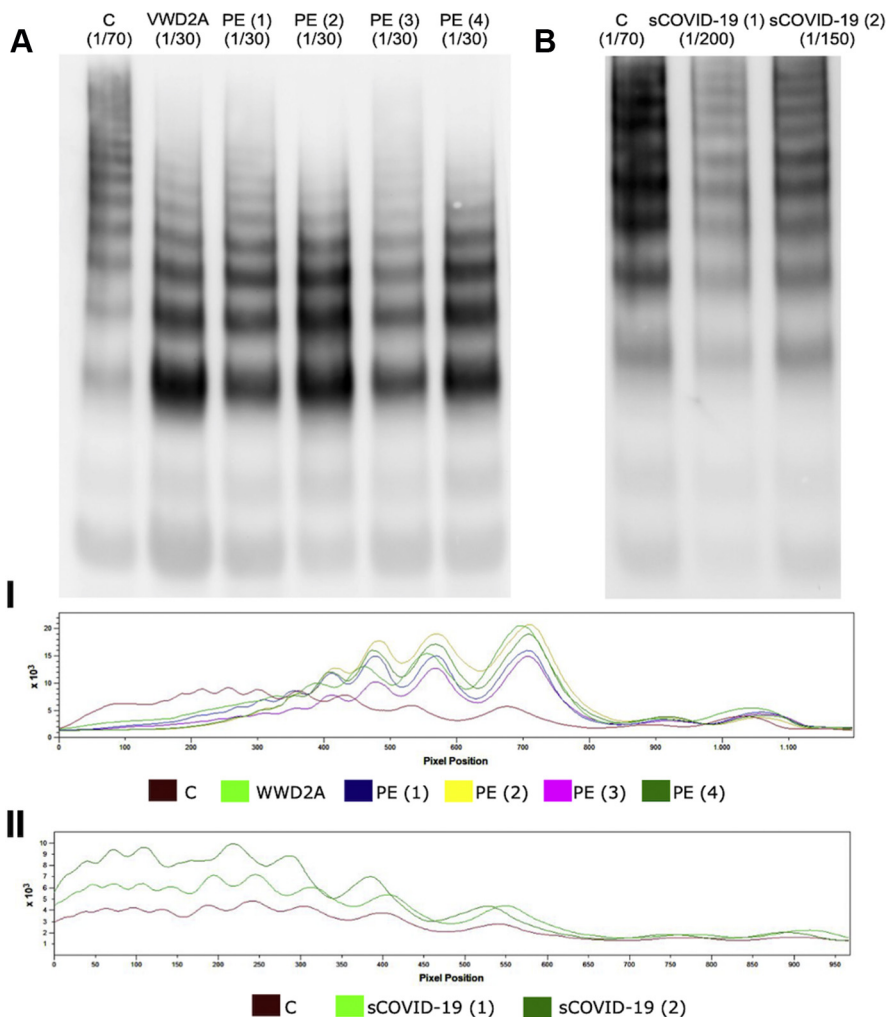 A
C VWD2A PE (1) PE (2) PE (3) PE (4)
(1/70) (1/30) (1/30) (1/30) (1/30) (1/30)
B
C sCOVID-19 (1) sCOVID-19 (2)
(1/70) (1/200) (1/150)
I
x 10³
20
15
10
5
0
0 100 200 300 400 500 600 700 800 900 1.000 1.100
Pixel Position
C WWD2A PE (1) PE (2) PE (3) PE (4)
II
x 10³
10
9
8
7
6
5
4
3
2
1
0 50 100 150 200 250 300 350 400 450 500 550 600 650 700 750 800 850 900 950
Pixel Position
C sCOVID-19 (1) sCOVID-19 (2)